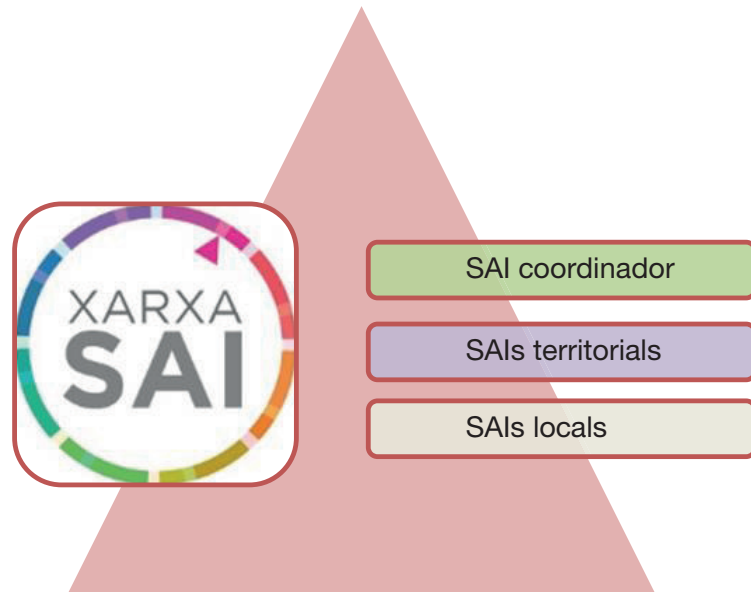 XARXA
SAI
SAI coordinador
SAIs territorials
SAIs locals